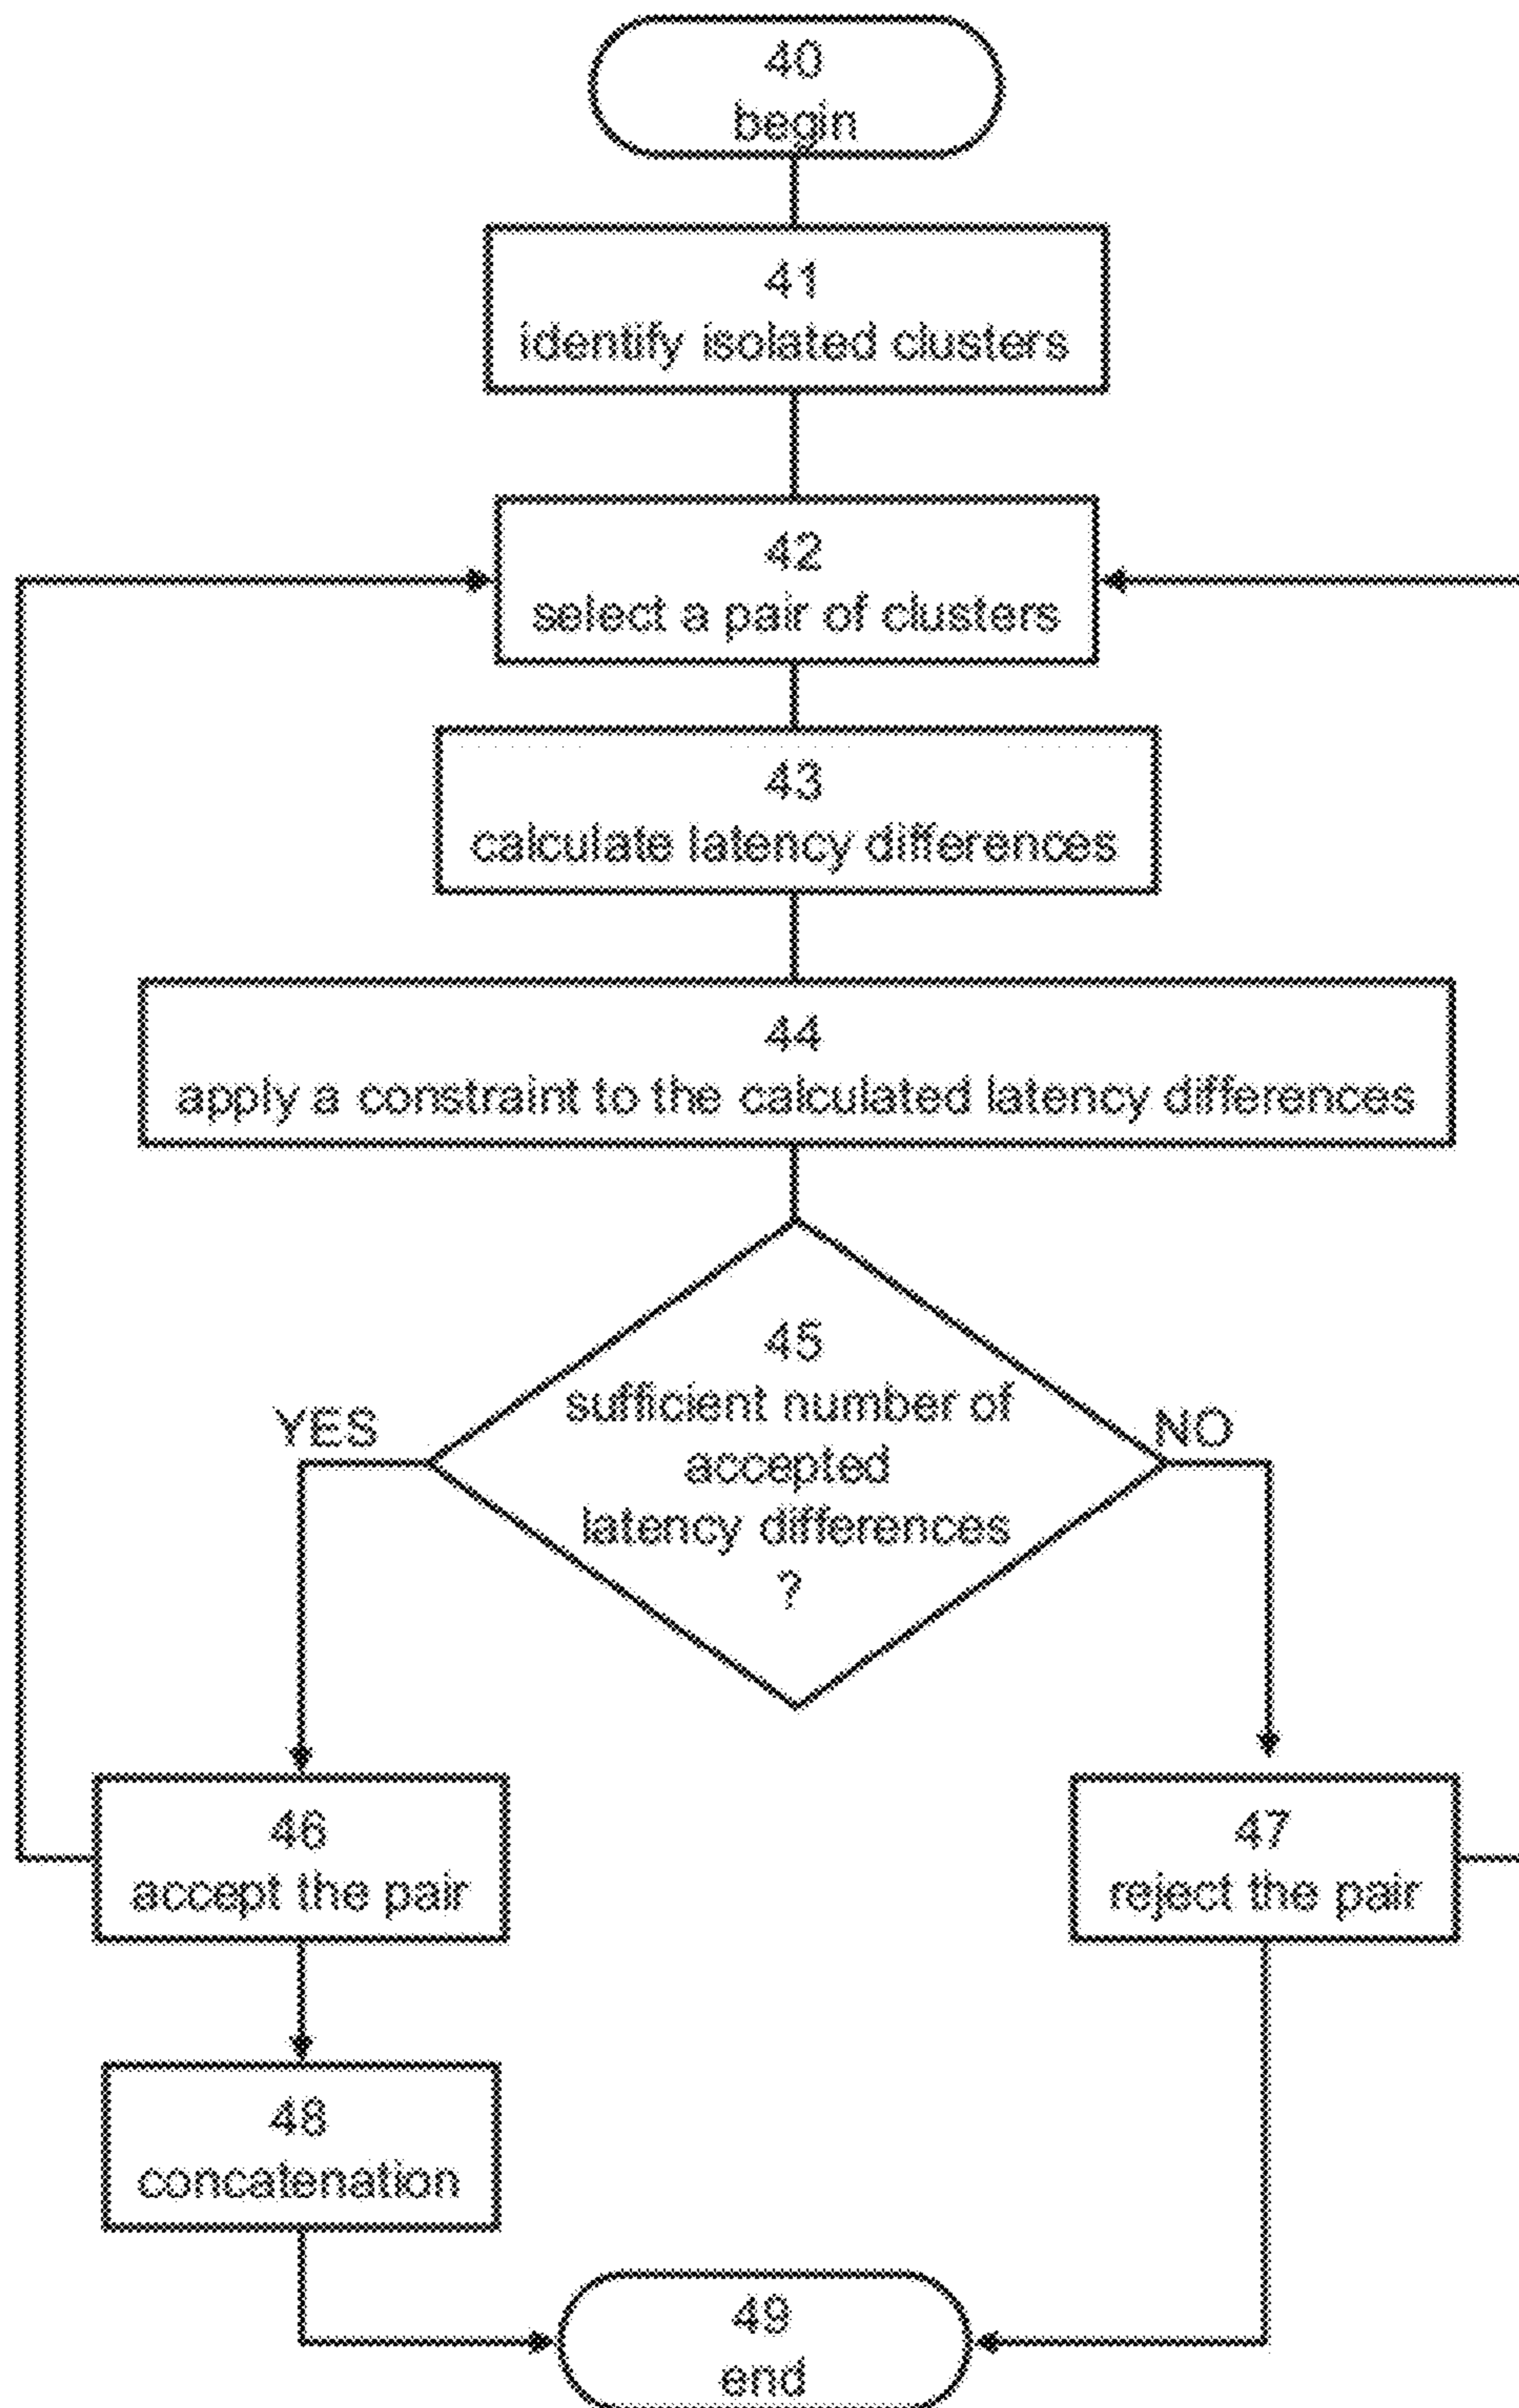 40
begin
41
identify isolated clusters
42
select a pair of clusters
43
calculate latency differences
44
apply a constraint to the calculated latency differences
45
sufficient number of
accepted
latency differences
?
YES
NO
46
accept the pair
47
reject the pair
48
concatenation
49
end